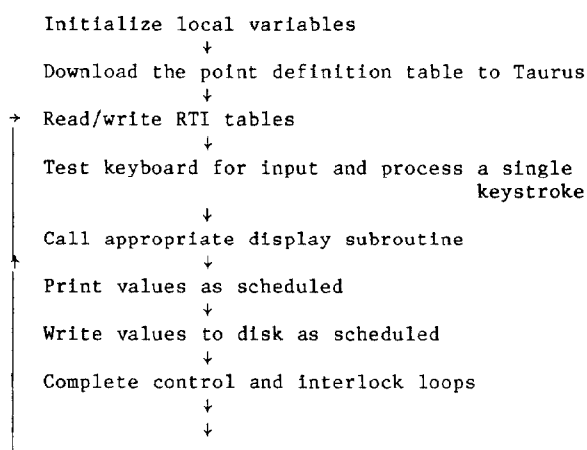 Initialize local variables
↓
Download the point definition table to Taurus
↓
→ Read/write RTI tables
↓
Test keyboard for input and process a single
keystroke
↓
Call appropriate display subroutine
↓
Print values as scheduled
↓
Write values to disk as scheduled
↓
Complete control and interlock loops
↓
↓